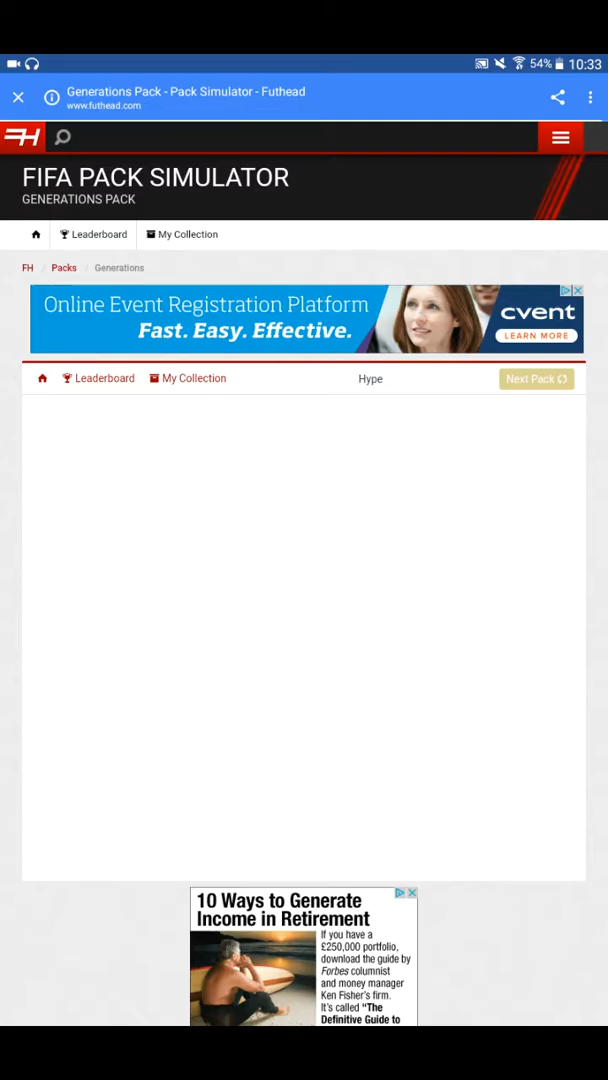 54% 10:33
Generations Pack - Pack Simulator - Futhead
www.futhead.com
FH
FIFA PACK SIMULATOR
GENERATIONS PACK
Leaderboard My Collection
FH / Packs / Generations
Online Event Registration Platform
Fast. Easy. Effective.
cvent
LEARN MORE
Leaderboard My Collection Hype Next Pack
10 Ways to Generate
Income in Retirement
If you have a
£250,000 portfolio,
download the guide by
Forbes columnist
and money manager
Ken Fisher's firm.
It's called "The
Definitive Guide to